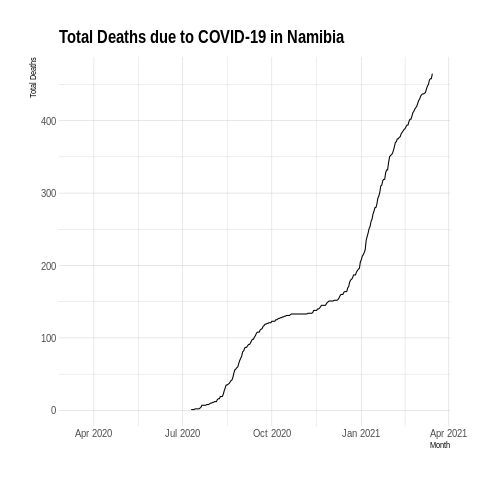 Total Deaths due to COVID-19 in Namibia
Total Deaths
400
300
200
100
0
Apr 2020 Jul 2020 Oct 2020 Jan 2021 Apr 2021
Month